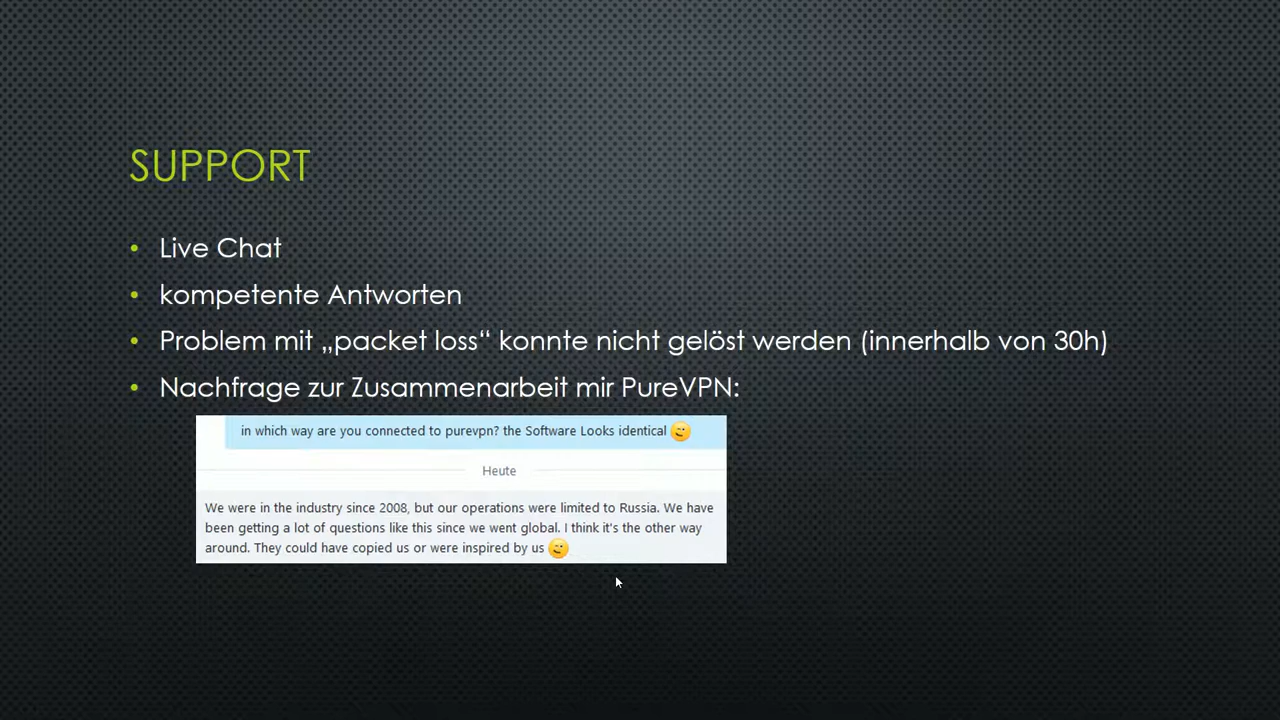 SUPPORT
• Live Chat
• kompetente Antworten
• Problem mit „packet loss“ konnte nicht gelöst werden (innerhalb von 30h)
• Nachfrage zur Zusammenarbeit mir PureVPN:
in which way are you connected to purevpn? the Software Looks identical 😉
Heute
We were in the industry since 2008, but our operations were limited to Russia. We have
been getting a lot of questions like this since we went global. I think it's the other way
around. They could have copied us or were inspired by us 😉